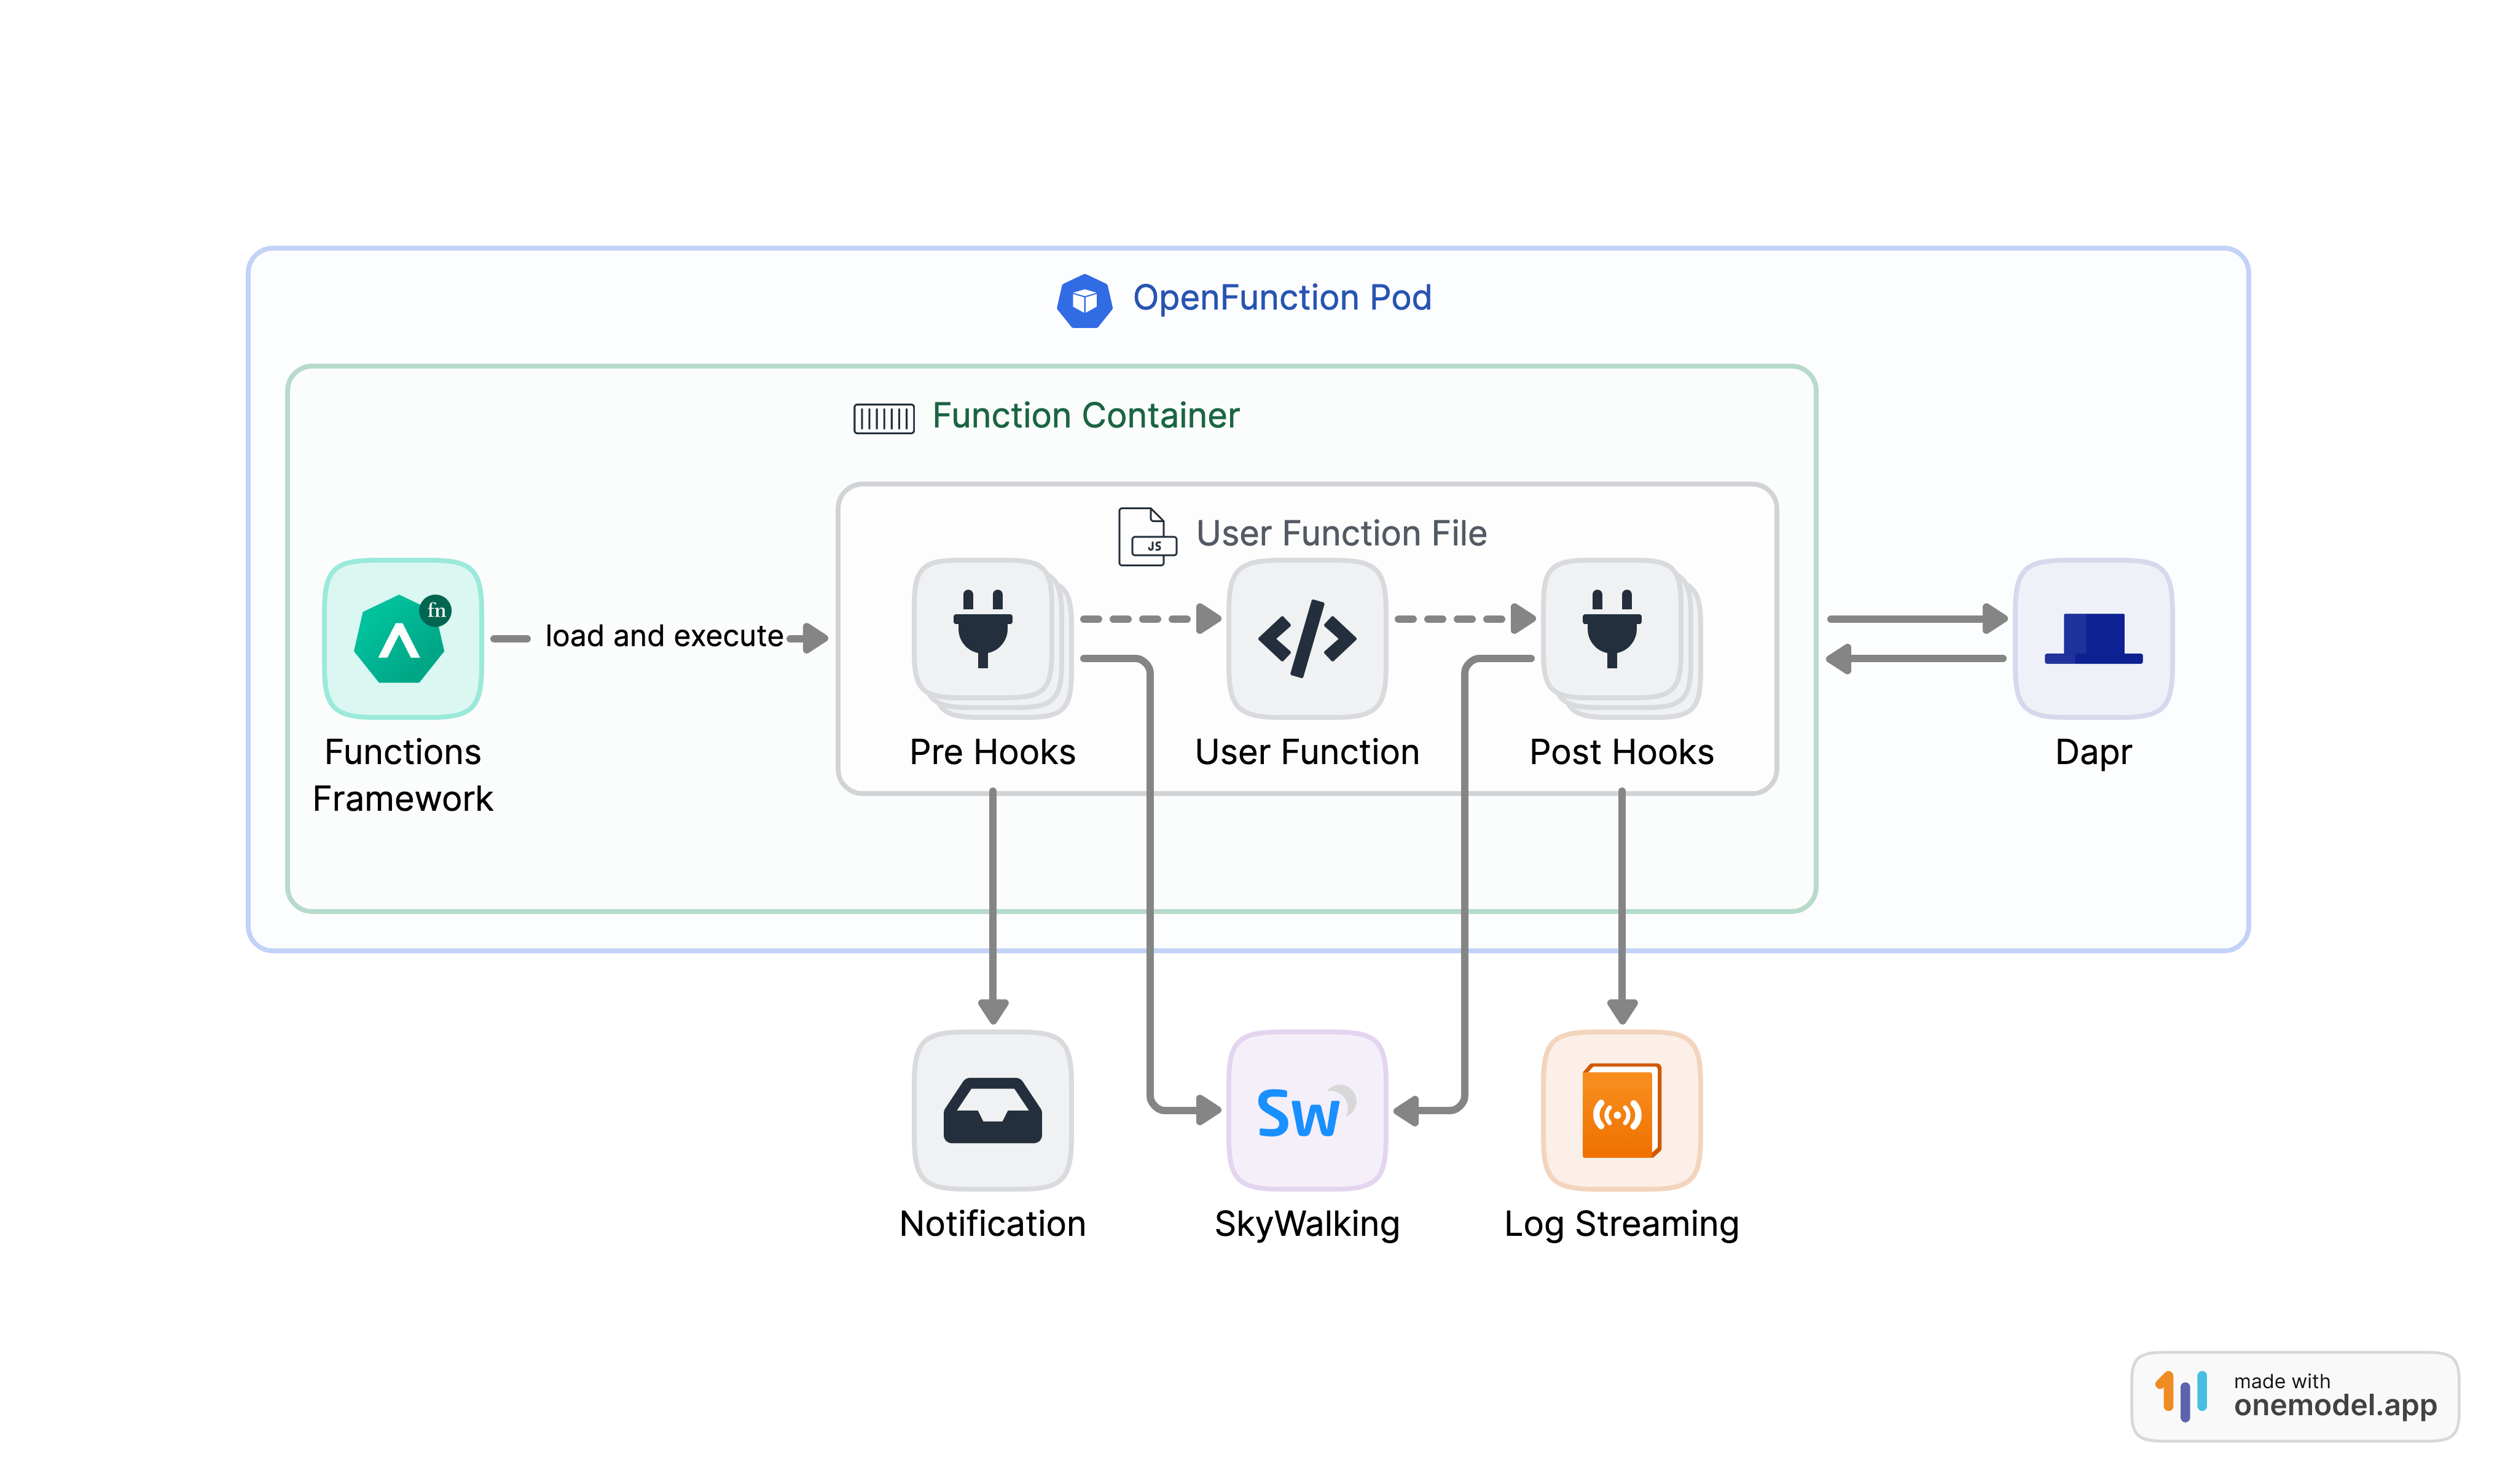 OpenFunction Pod
Function Container
User Function File
JS
fn
load and execute
Functions
Framework
Pre Hooks
User Function
Post Hooks
Dapr
Sw
Notification
SkyWalking
Log Streaming
made with
onemodel.app